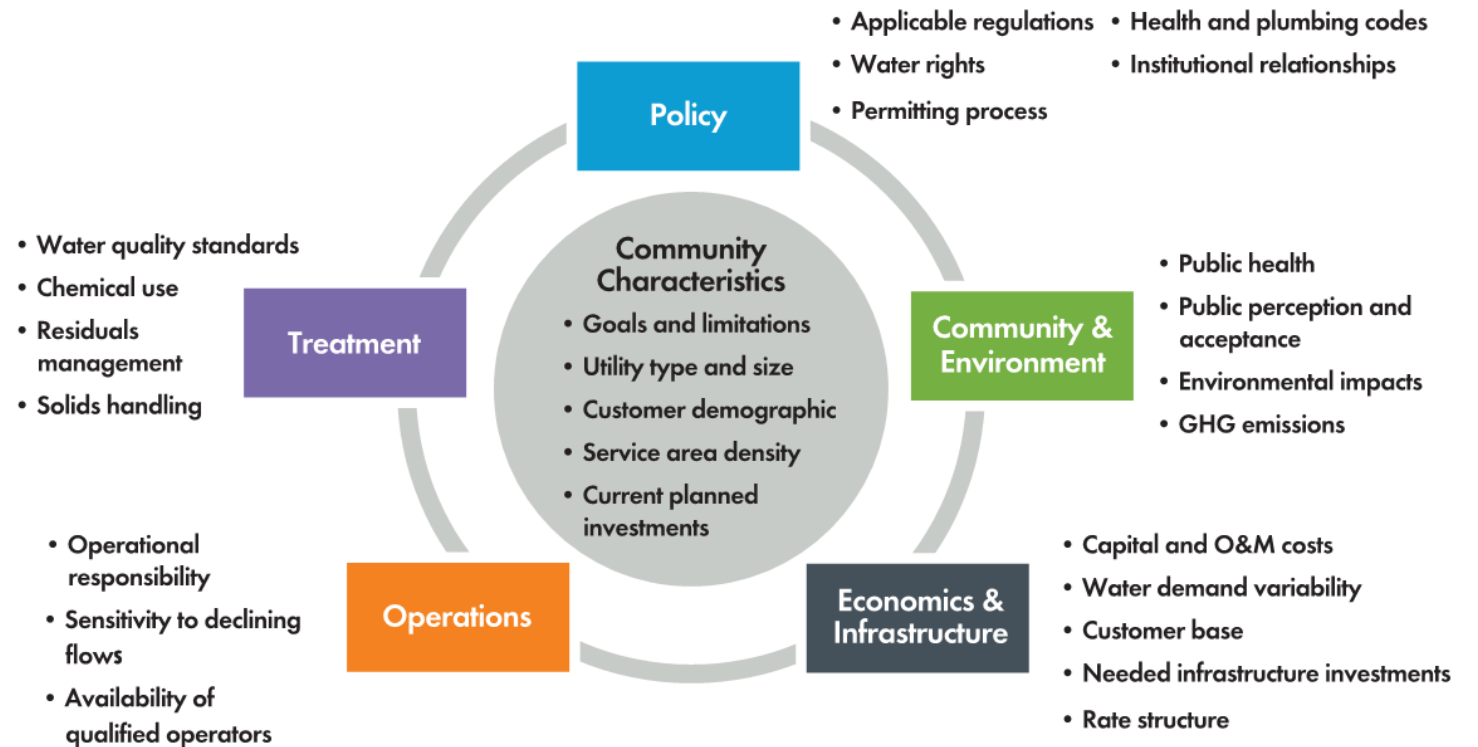 Policy
• Applicable regulations
• Water rights
• Permitting process
• Health and plumbing codes
• Institutional relationships
Community &
Environment
• Public health
• Public perception and
acceptance
• Environmental impacts
• GHG emissions
Economics &
Infrastructure
• Capital and O&M costs
• Water demand variability
• Customer base
• Needed infrastructure investments
• Rate structure
Operations
• Operational
responsibility
• Sensitivity to declining
flows
• Availability of
qualified operators
Treatment
• Water quality standards
• Chemical use
• Residuals
management
• Solids handling
Community
Characteristics
• Goals and limitations
• Utility type and size
• Customer demographic
• Service area density
• Current planned
investments